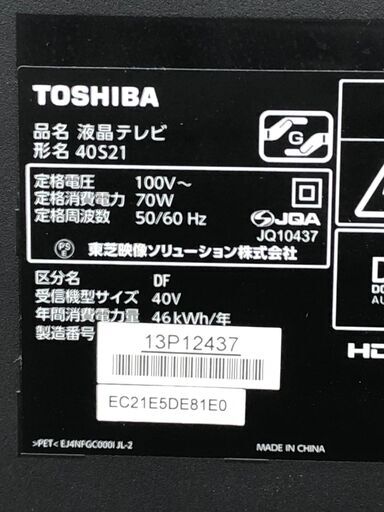 TOSHIBA
品名 液晶テレビ
形名 40S21
G
定格電圧 100V～
定格消費電力 70W
定格周波数 50/60 Hz
JQA
JQ10437
PS
E
東芝映像ソリューション株式会社
区分名 DF
受信機型サイズ 40V
年間消費電力量 46kWh/年
製造番号
13P12437
EC21E5DE81E0
>PET< EJ4NFGC000I JL-2
MADE IN CHINA